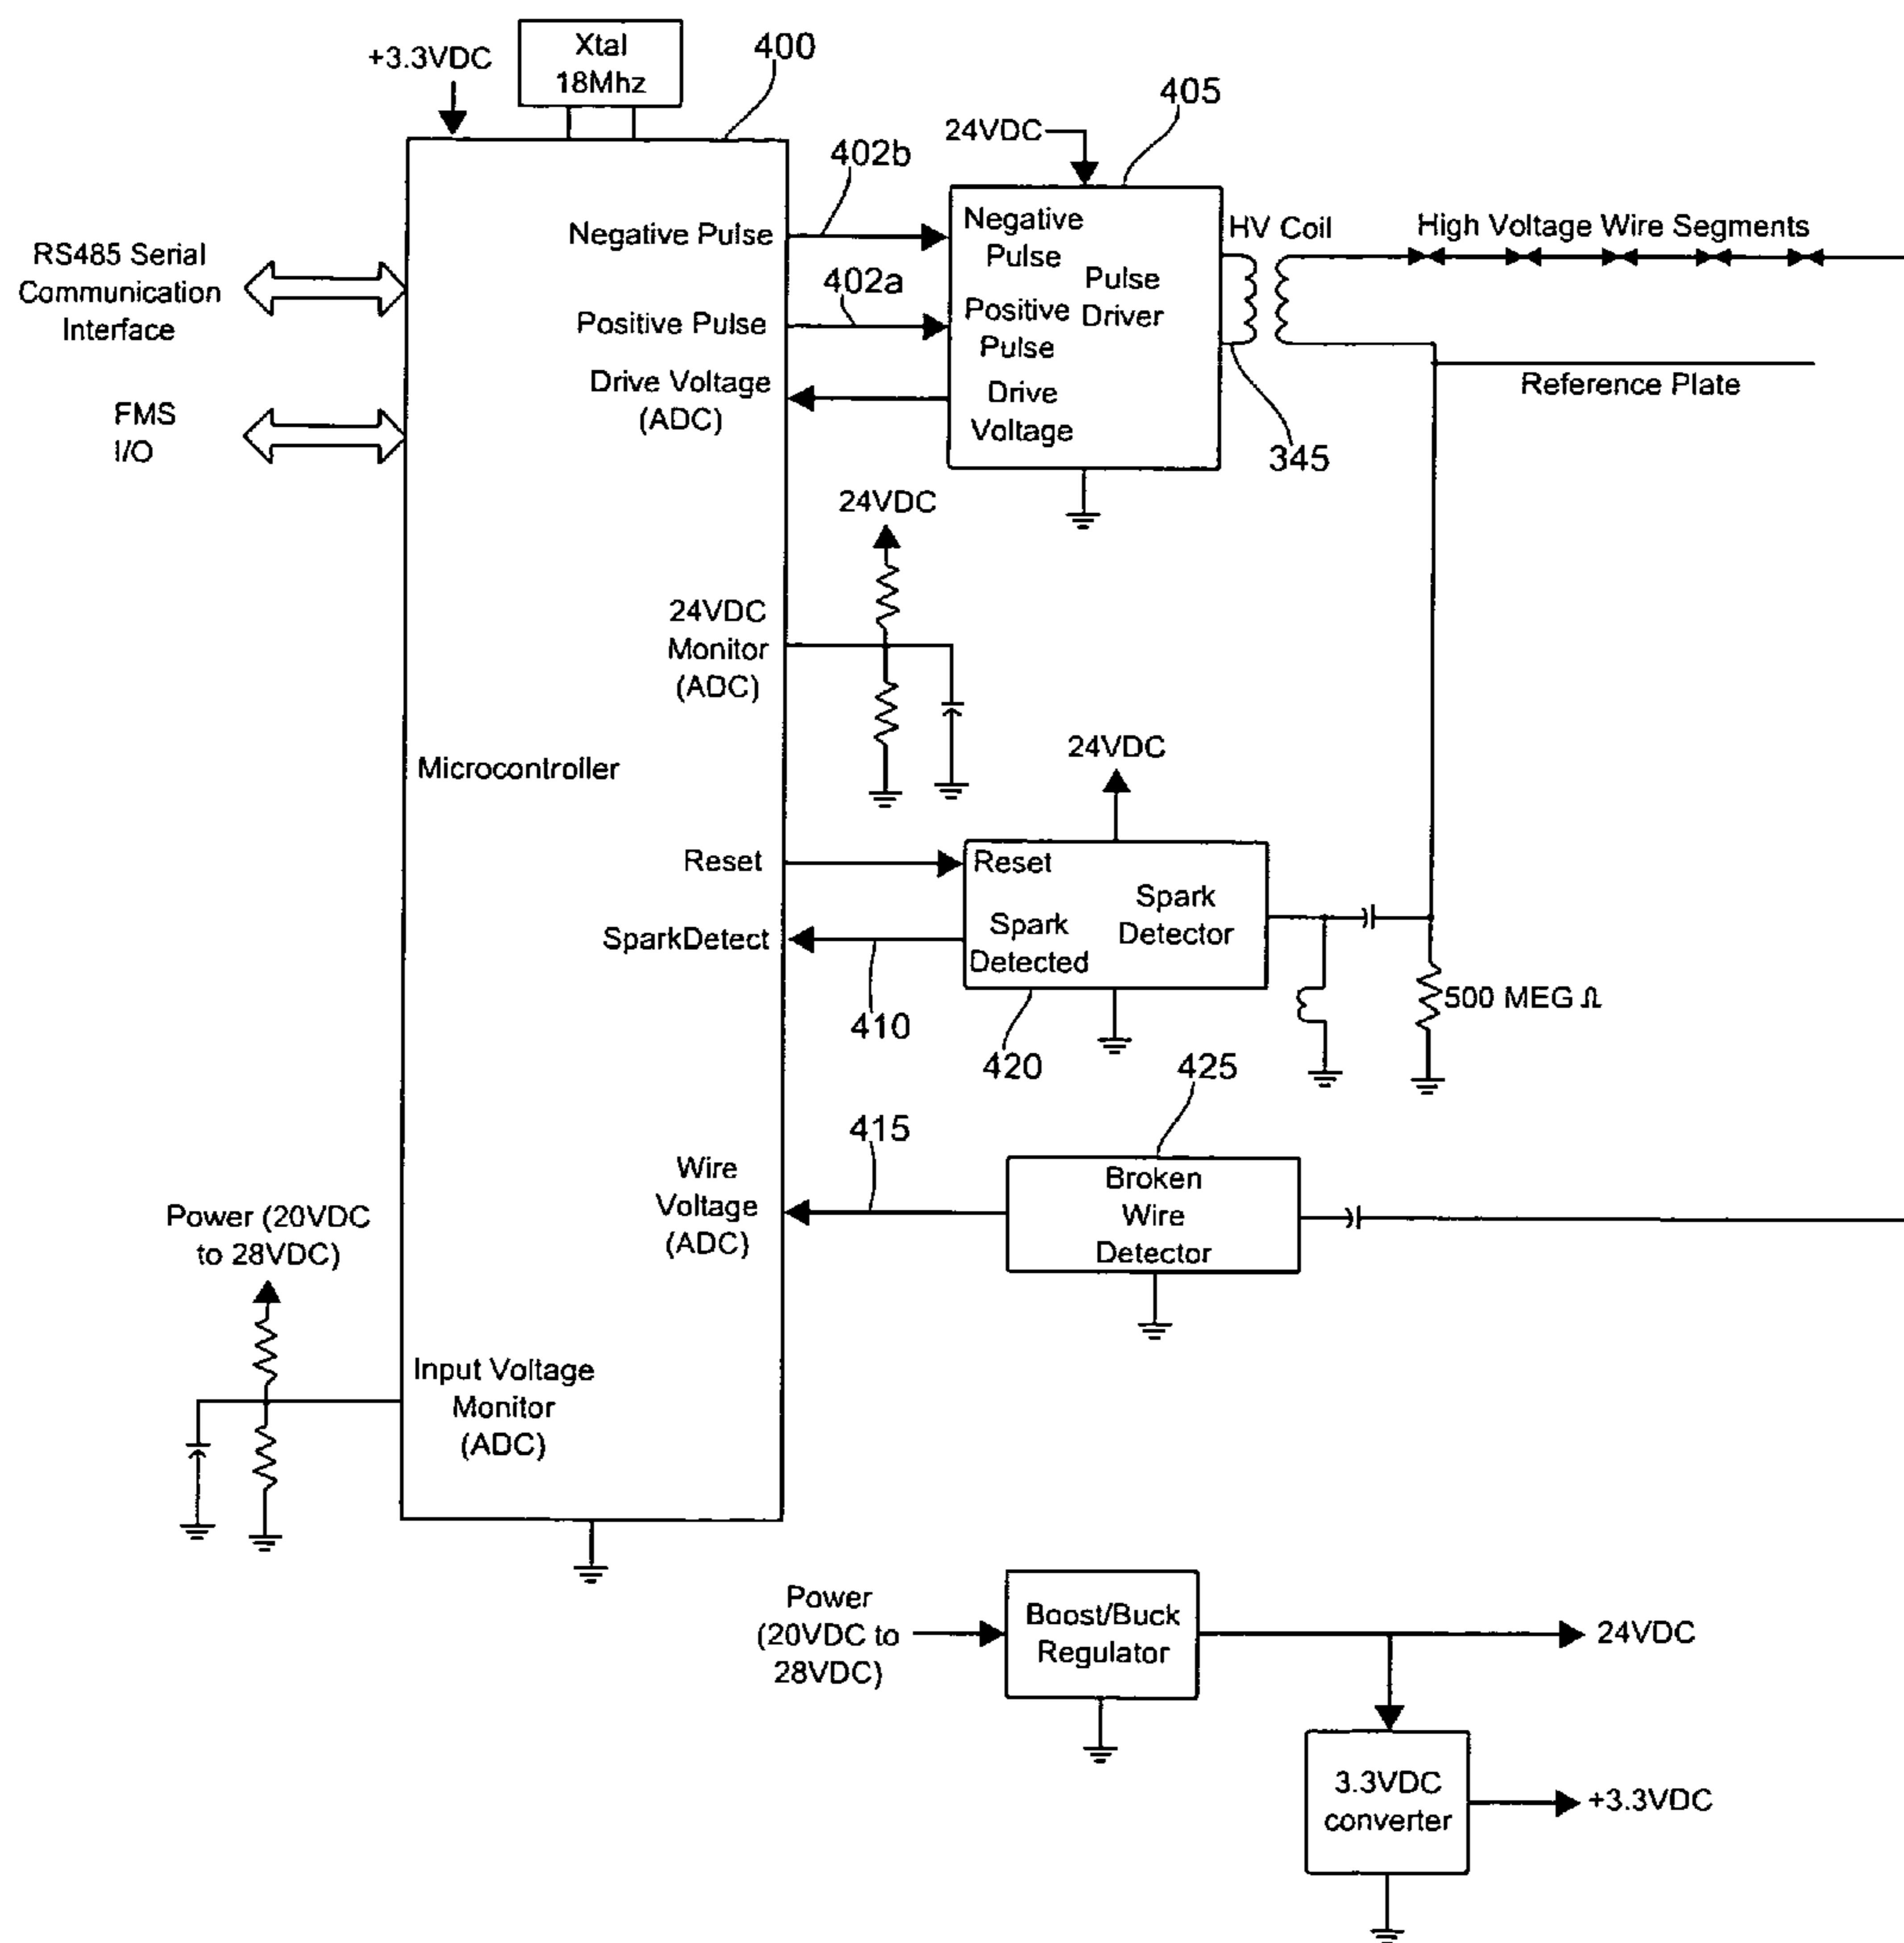 +3.3VDC
Xtal
18Mhz
400
405
24VDC
402b
Negative Pulse
Negative
Pulse
HV Coil
High Voltage Wire Segments
RS485 Serial
Communication
Interface
402a
Pulse
Driver
Positive Pulse
Positive
Pulse
Drive Voltage
(ADC)
Drive
Voltage
Reference Plate
345
FMS
I/O
24VDC
24VDC
Monitor
(ADC)
24VDC
Microcontroller
Reset
Reset
Spark
Detector
SparkDetect
Spark
Detected
500 MEG Ω
410
420
425
415
Wire
Voltage
(ADC)
Broken
Wire
Detector
Power (20VDC
to 28VDC)
Input Voltage
Monitor
(ADC)
Power
(20VDC to
28VDC)
Boost/Buck
Regulator
24VDC
3.3VDC
converter
+3.3VDC